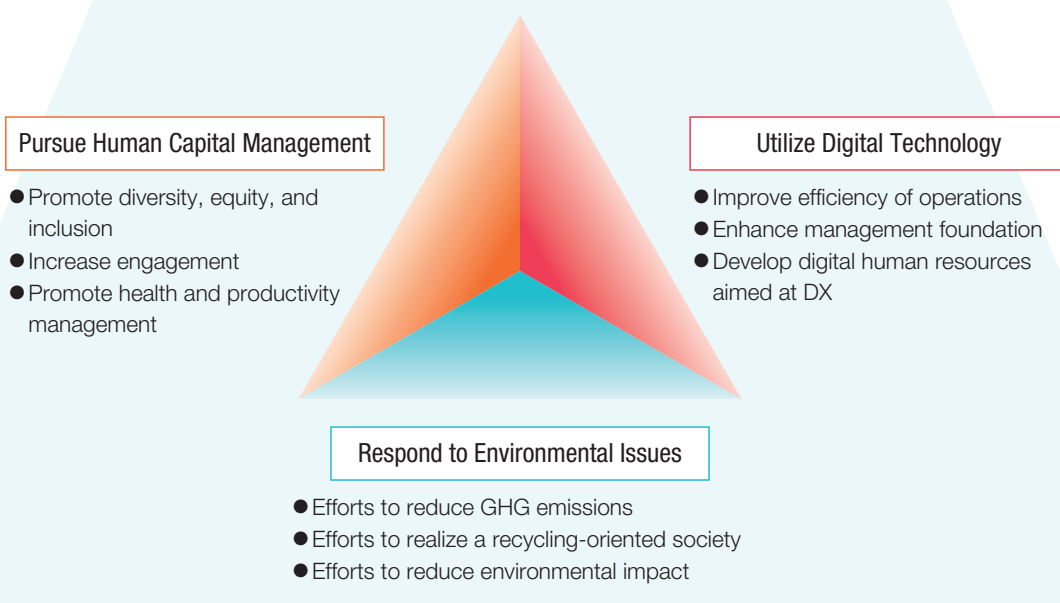 Pursue Human Capital Management
● Promote diversity, equity, and
inclusion
● Increase engagement
● Promote health and productivity
management
Utilize Digital Technology
● Improve efficiency of operations
● Enhance management foundation
● Develop digital human resources
aimed at DX
Respond to Environmental Issues
● Efforts to reduce GHG emissions
● Efforts to realize a recycling-oriented society
● Efforts to reduce environmental impact